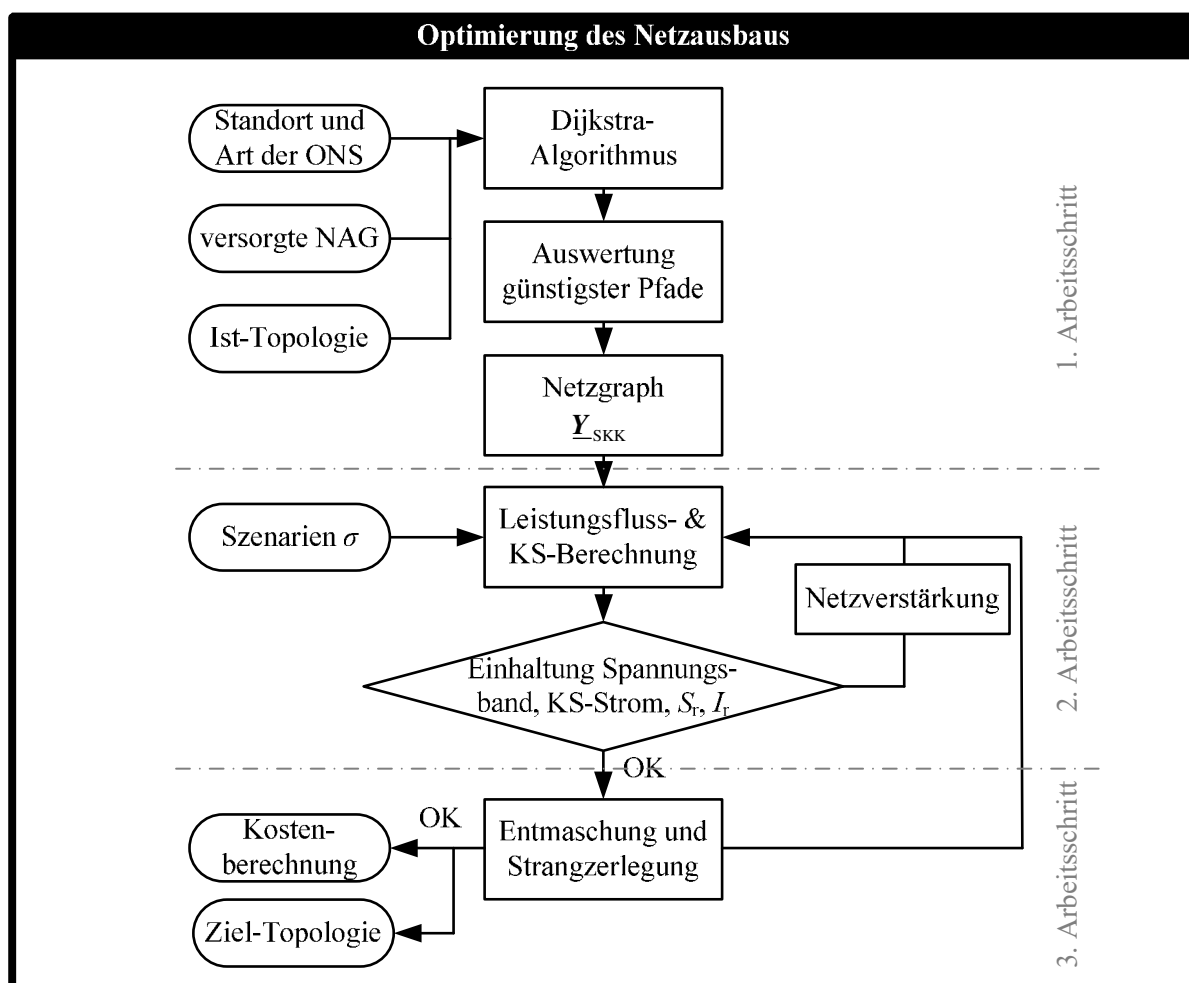 Optimierung des Netzausbaus
Standort und
Art der ONS
versorgte NAG
Ist-Topologie
Dijkstra-
Algorithmus
Auswertung
günstigster Pfade
Netzgraph
Y_SKK
1. Arbeitsschritt
Szenarien σ
Leistungsfluss- &
KS-Berechnung
Netzverstärkung
Einhaltung Spannungs-
band, KS-Strom, S_r, I_r
OK
2. Arbeitsschritt
Entmaschung und
Strangzerlegung
OK
Kosten-
berechnung
Ziel-Topologie
3. Arbeitsschritt